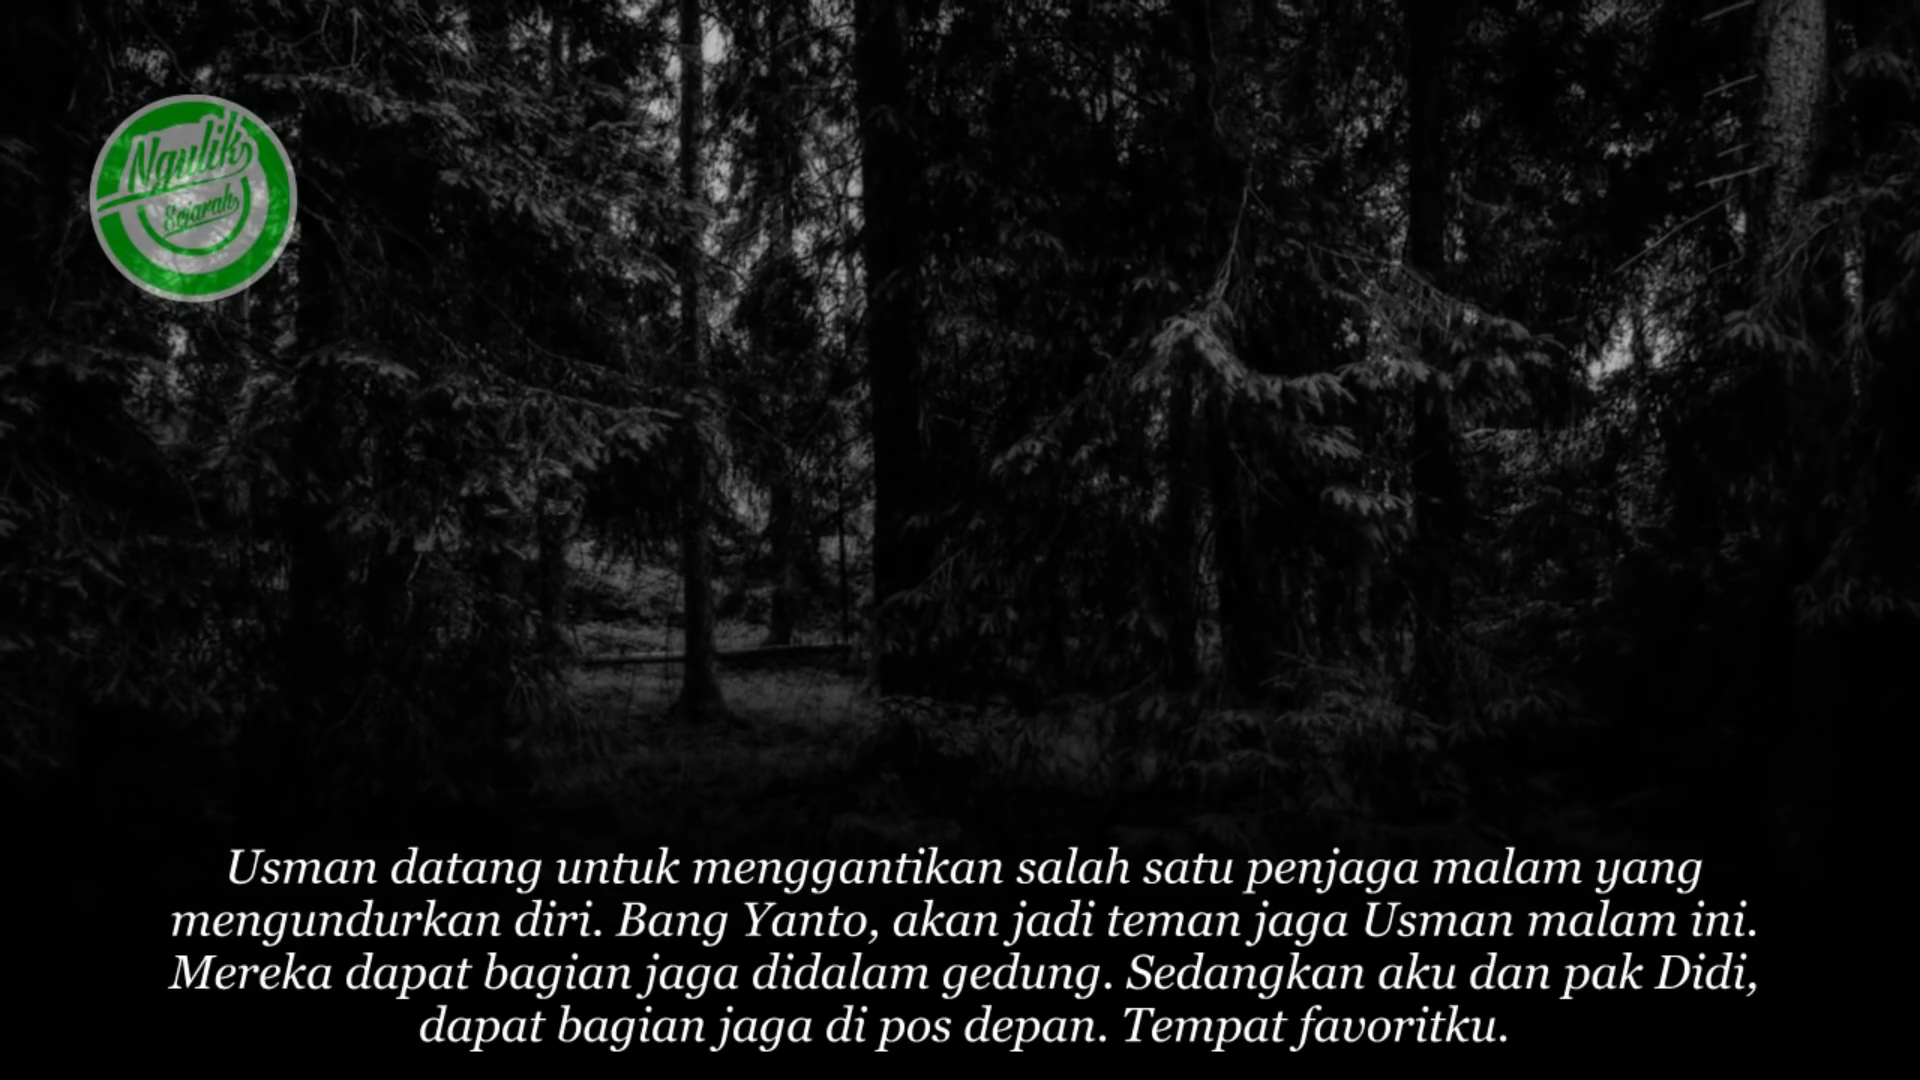 Ngulik
Sejarah
Usman datang untuk menggantikan salah satu penjaga malam yang
mengundurkan diri. Bang Yanto, akan jadi teman jaga Usman malam ini.
Mereka dapat bagian jaga didalam gedung. Sedangkan aku dan pak Didi,
dapat bagian jaga di pos depan. Tempat favoritku.